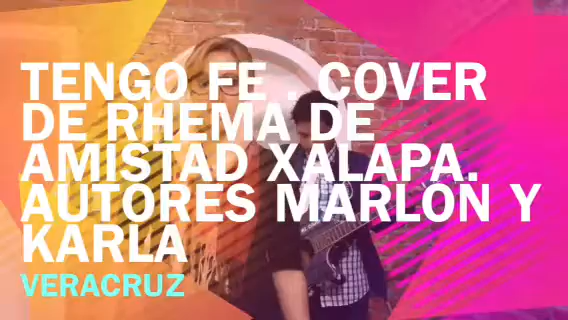 TENGO FE . COVER
DE RHEMA DE
AMISTAD XALAPA.
AUTORES MARLON Y
KARLA
VERACRUZ